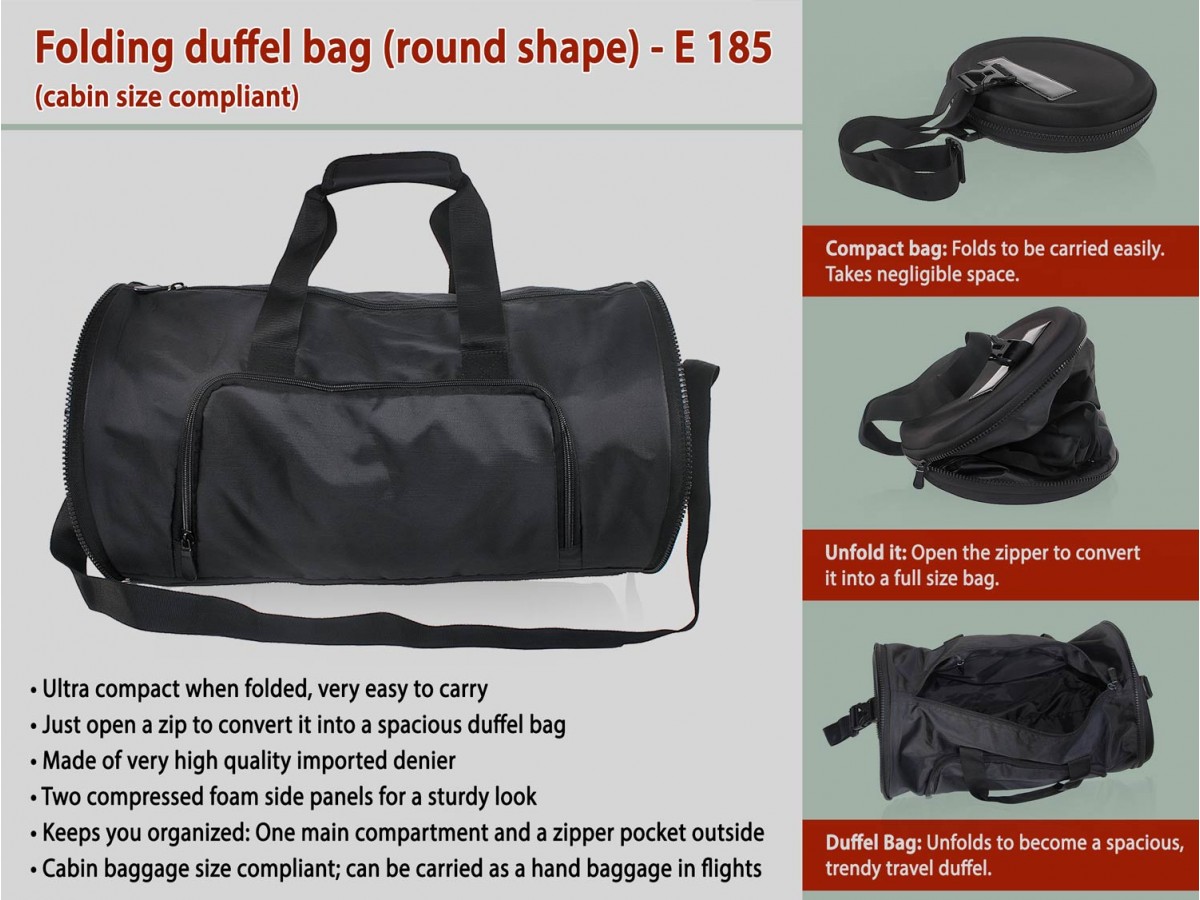 Folding duffel bag (round shape) - E 185
(cabin size compliant)
• Ultra compact when folded, very easy to carry
• Just open a zip to convert it into a spacious duffel bag
• Made of very high quality imported denier
• Two compressed foam side panels for a sturdy look
• Keeps you organized: One main compartment and a zipper pocket outside
• Cabin baggage size compliant; can be carried as a hand baggage in flights
Compact bag: Folds to be carried easily.
Takes negligible space.
Unfold it: Open the zipper to convert
it into a full size bag.
Duffel Bag: Unfolds to become a spacious,
trendy travel duffel.